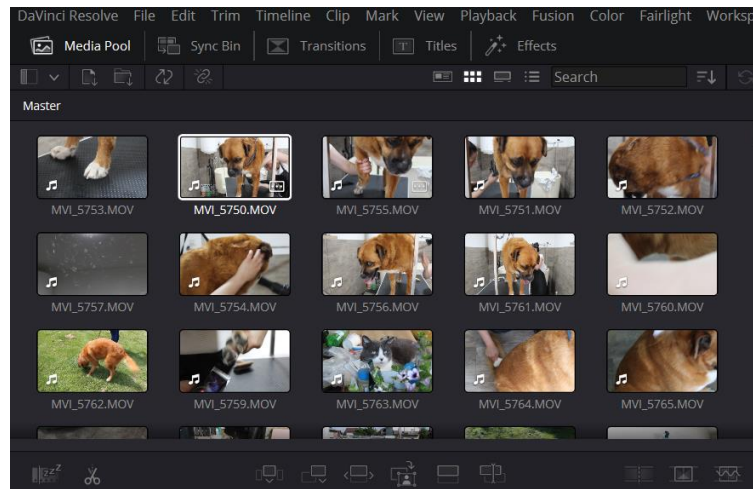 DaVinci Resolve File Edit Trim Timeline Clip Mark View Playback Fusion Color Fairlight Worksp
Media Pool Sync Bin Transitions T Titles Effects
Search
Master
MVI_5753.MOV MVI_5750.MOV MVI_5755.MOV MVI_5751.MOV MVI_5752.MOV
MVI_5757.MOV MVI_5754.MOV MVI_5756.MOV MVI_5761.MOV MVI_5760.MOV
MVI_5762.MOV MVI_5759.MOV MVI_5763.MOV MVI_5764.MOV MVI_5765.MOV
zzZ